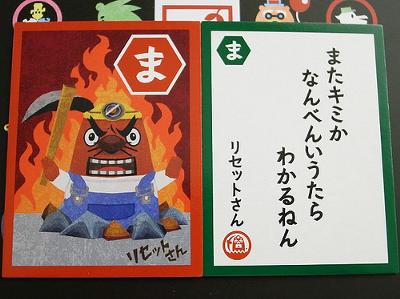 ま
リセット
さん
ま
またキミか
なんべんいうたら
わかるねん
リセットさん